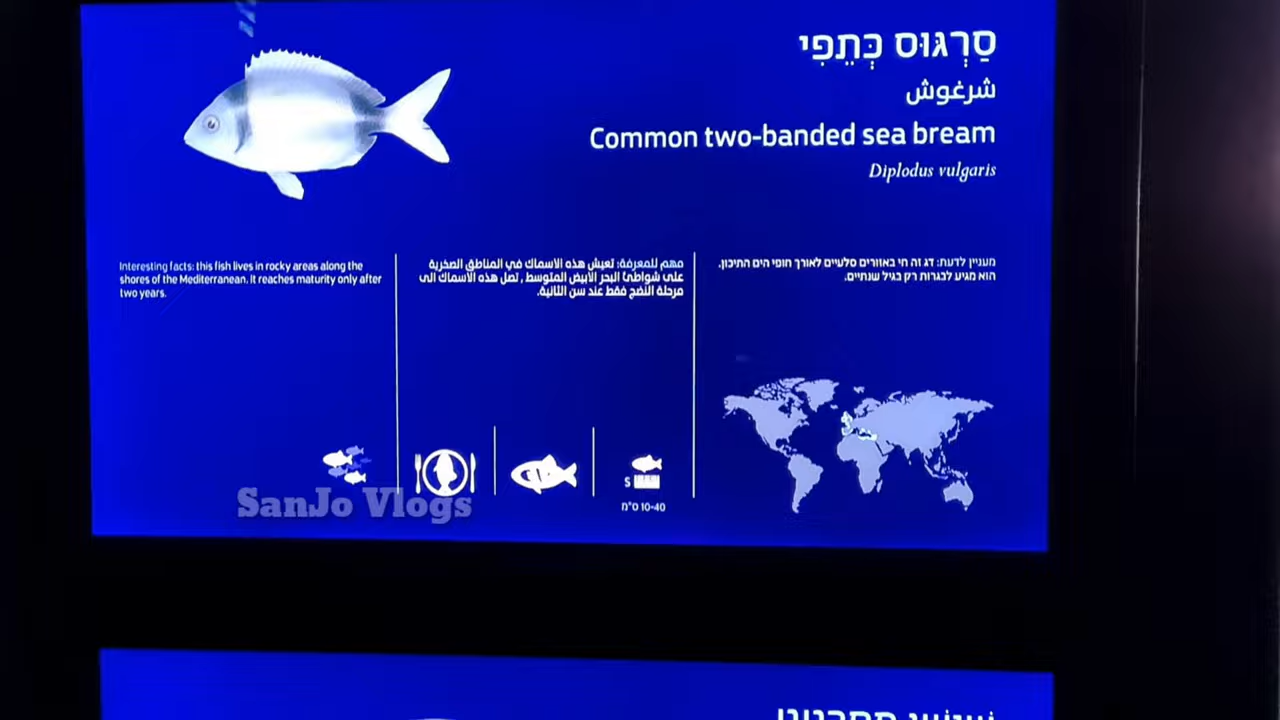 סַרְגּוּס כְּתֵפִי
شرغوش
Common two-banded sea bream
Diplodus vulgaris
Interesting facts: this fish lives in rocky areas along the
shores of the Mediterranean. It reaches maturity only after
two years.
مهم للمعرفة: تعيش هذه الاسماك في المناطق الصخرية
على شواطئ البحر الأبيض المتوسط , تصل هذه الاسماك الى
مرحلة النضج فقط عند سن الثانية.
מעניין לדעת: דג זה חי באזורים סלעיים לאורך חופי הים התיכון.
הוא מגיע לבגרות רק בגיל שנתיים.
S
10-40 ס"מ
SanJo Vlogs